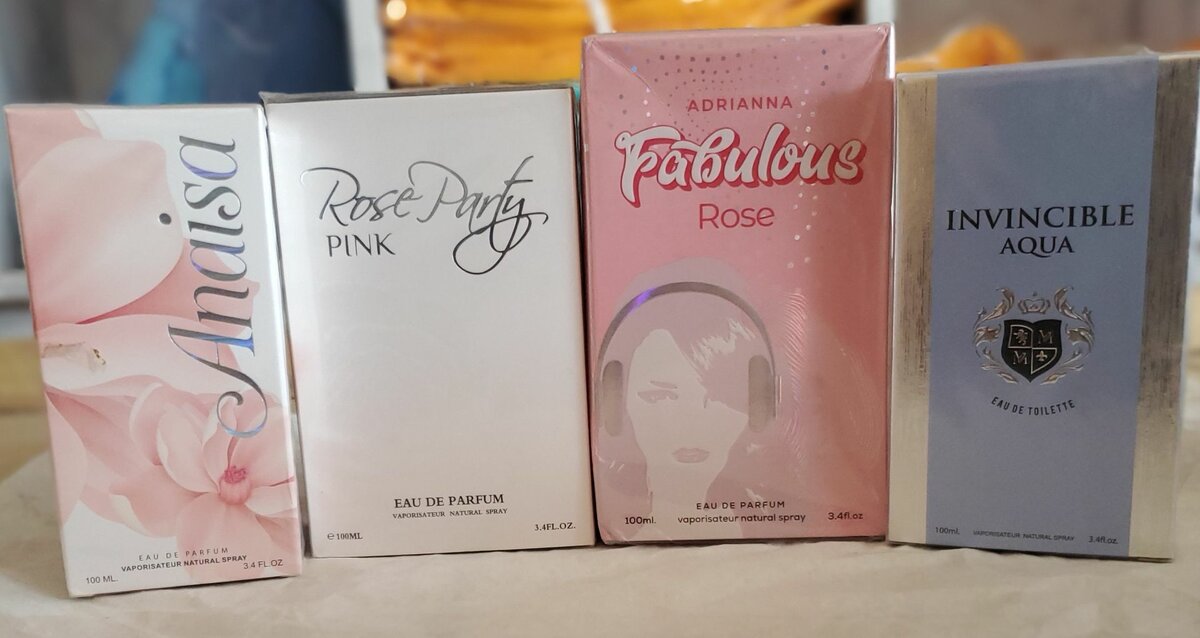 Anaisa
EAU DE PARFUM
VAPORISATEUR NATURAL SPRAY
100 ML.
3.4 FL.OZ
Rose Party
PINK
EAU DE PARFUM
VAPORISATEUR NATURAL SPRAY
℮100ML
3.4FL.OZ.
ADRIANNA
Fabulous
Rose
EAU DE PARFUM
100ml. vaporisateur natural spray 3.4fl.oz
INVINCIBLE
AQUA
M
M
EAU DE TOILETTE
100ml. VAPORISATEUR NATURAL SPRAY 3.4fl.oz.